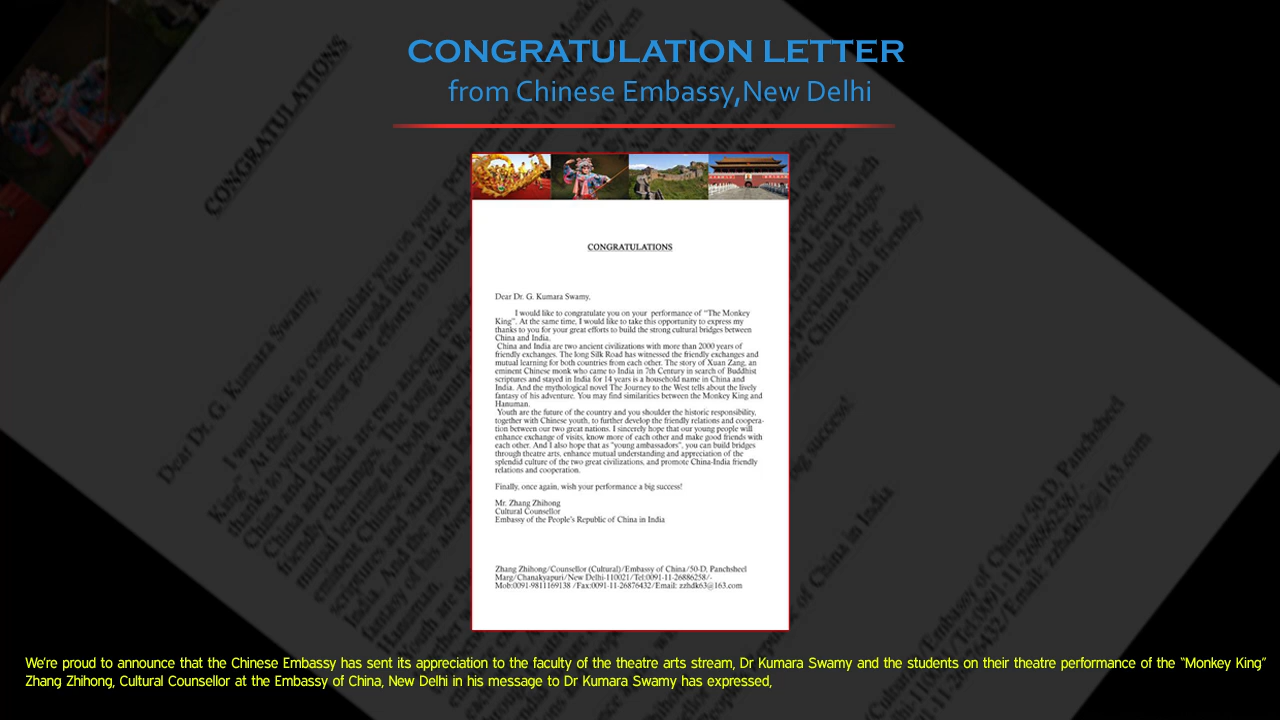 CONGRATULATION LETTER
from Chinese Embassy,New Delhi
CONGRATULATIONS
Dear Dr. G. Kumara Swamy,
I would like to congratulate you on your performance of "The Monkey
King". At the same time, I would like to take this opportunity to express my
thanks to you for your great efforts to build the strong cultural bridges between
China and India,
China and India are two ancient civilizations with more than 2000 years of
friendly exchanges. The long Silk Road has witnessed the friendly exchanges and
mutual learning for both countries from each other. The story of Xuan Zang, an
eminent Chinese monk who came to India in 7th Century in search of Buddhist
scriptures and stayed in India for 14 years is a household name in China and
India. And the mythological novel The Journey to the West tells about the lively
fantasy of his adventure. You may find similarities between the Monkey King and
Hanuman.
Youth are the future of the country and you shoulder the historic responsibility,
together with Chinese youth, to further develop the friendly relations and coopera-
tion between our two great nations. I sincerely hope that our young people will
enhance exchange of visits, know more of each other and make good friends with
each other. And I also hope that as "young ambassadors", you can build bridges
through theatre arts, enhance mutual understanding and appreciation of the
splendid culture of the two great civilizations, and promote China-India friendly
relations and cooperation.
Finally, once again, wish your performance a big success!
Mr. Zhang Zhihong
Cultural Counsellor
Embassy of the People's Republic of China in India
Zhang Zhihong/Counsellor (Cultural)/Embassy of China/50-D, Panchsheel
Marg/Chanakyapuri/New Delhi-110021/Tel:0091-11-26886258/-
Mob:0091-9811169138 /Fax:0091-11-26876432/Email: zzhdk63@163.com
We're proud to announce that the Chinese Embassy has sent its appreciation to the faculty of the theatre arts stream, Dr Kumara Swamy and the students on their theatre performance of the "Monkey King"
Zhang Zhihong, Cultural Counsellor at the Embassy of China, New Delhi in his message to Dr Kumara Swamy has expressed,